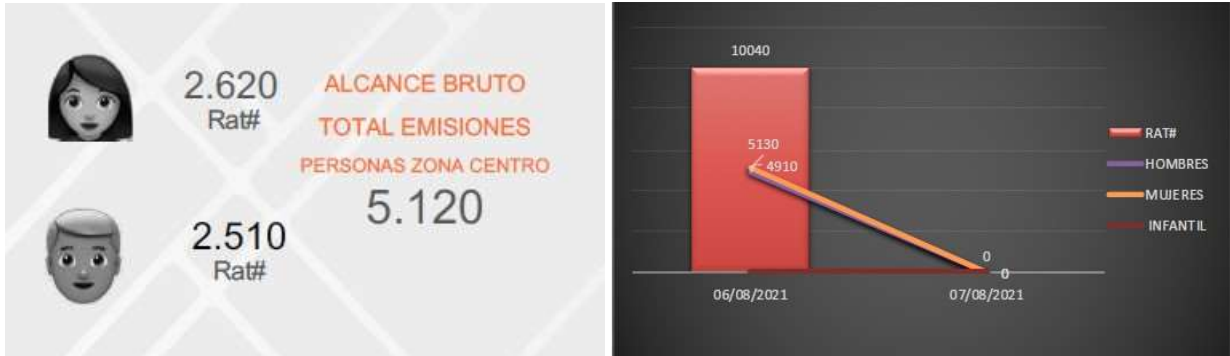 2.620
Rat#
ALCANCE BRUTO
TOTAL EMISIONES
PERSONAS ZONA CENTRO
5.120
2.510
Rat#
10040
5130
4910
0
0
06/08/2021
07/08/2021
RAT#
HOMBRES
MUJERES
INFANTIL